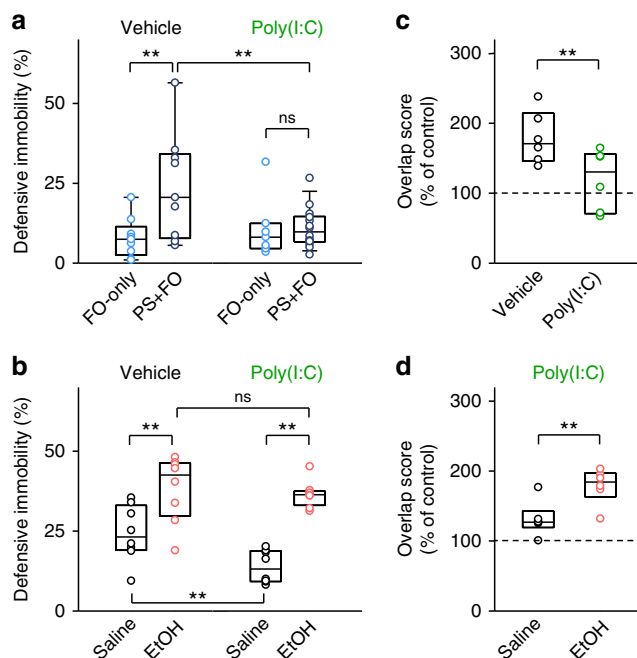 a
Vehicle
Poly(I:C)
Defensive immobility (%)
50
25
0
**
**
ns
FO-only
PS+FO
FO-only
PS+FO
c
Overlap score
(% of control)
300
200
100
0
**
Vehicle
Poly(I:C)
b
Vehicle
Poly(I:C)
Defensive immobility (%)
50
25
0
ns
**
**
**
Saline
EtOH
Saline
EtOH
d
Poly(I:C)
Overlap score
(% of control)
300
200
100
0
**
Saline
EtOH